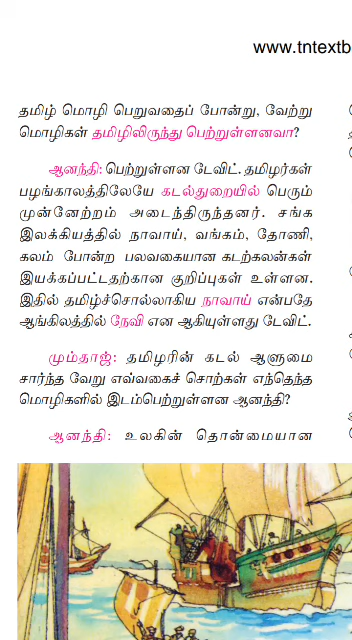 www.tntextb
தமிழ் மொழி பெறுவதைப் போன்று, வேற்று
மொழிகள் தமிழிலிருந்து பெற்றுள்ளனவா?
ஆனந்தி: பெற்றுள்ளன டேவிட். தமிழர்கள்
பழங்காலத்திலேயே கடல்துறையில் பெரும்
முன்னேற்றம் அடைந்திருந்தனர். சங்க
இலக்கியத்தில் நாவாய், வங்கம், தோணி,
கலம் போன்ற பலவகையான கடற்கலன்கள்
இயக்கப்பட்டதற்கான குறிப்புகள் உள்ளன.
இதில் தமிழ்ச்சொல்லாகிய நாவாய் என்பதே
ஆங்கிலத்தில் நேவி என ஆகியுள்ளது டேவிட்.
மும்தாஜ்: தமிழரின் கடல் ஆளுமை
சார்ந்த வேறு எவ்வகைச் சொற்கள் எந்தெந்த
மொழிகளில் இடம்பெற்றுள்ளன ஆனந்தி?
ஆனந்தி: உலகின் தொன்மையான